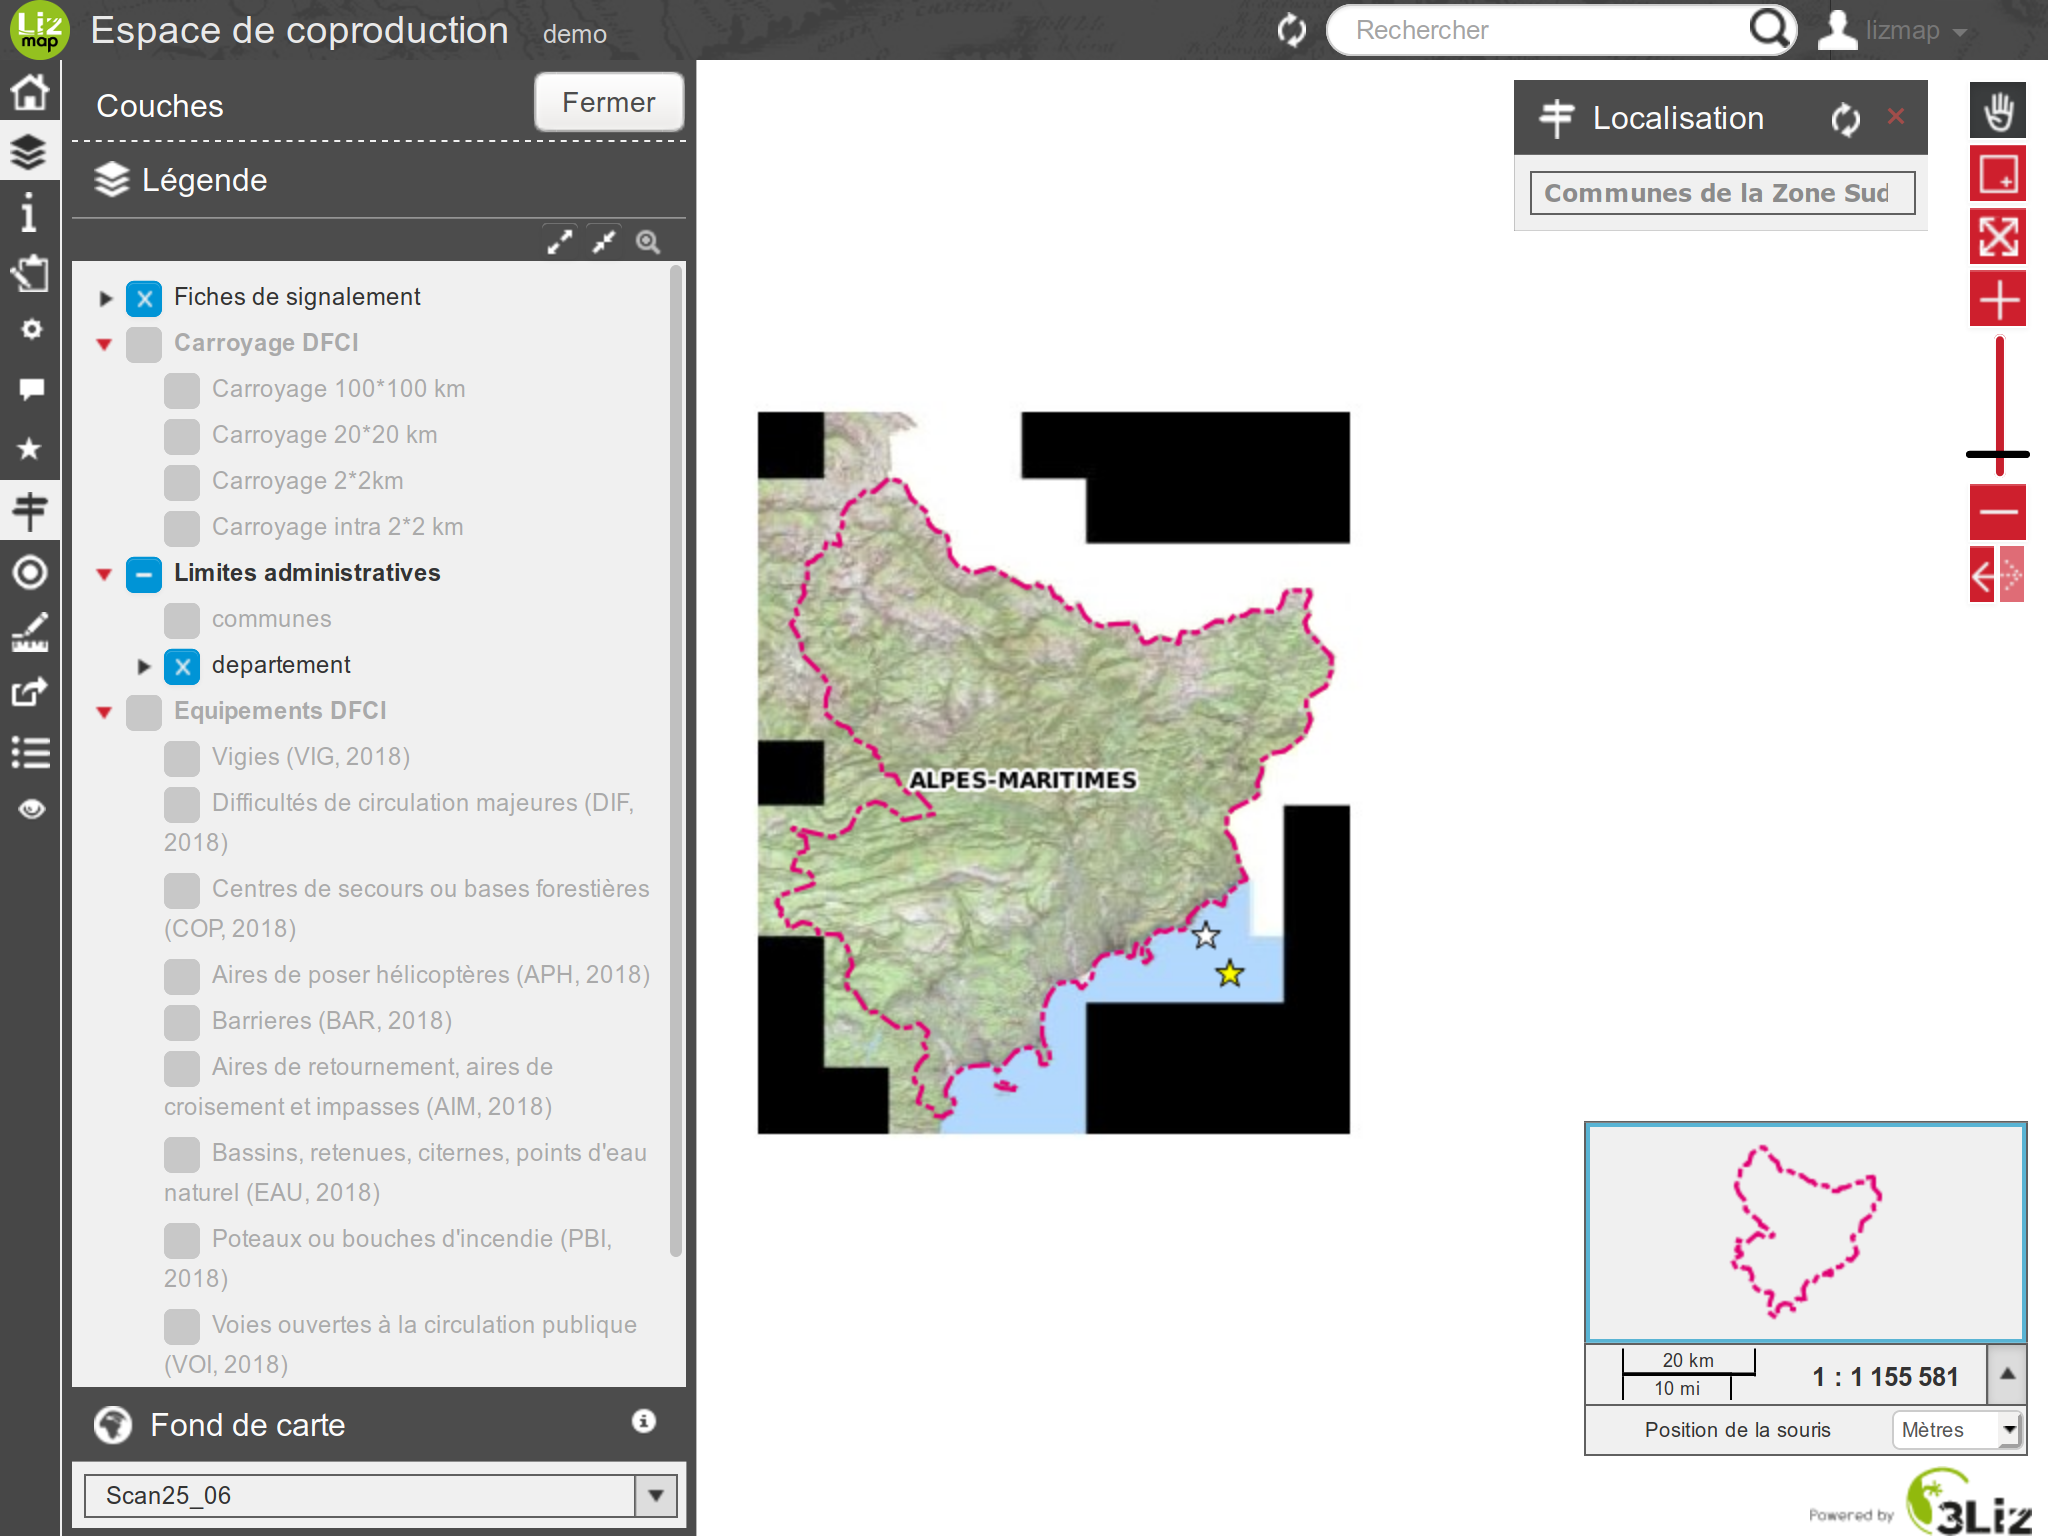 Liz
map
Espace de coproduction demo
Rechercher
lizmap
Couches
Fermer
Légende
Fiches de signalement
Carroyage DFCI
Carroyage 100*100 km
Carroyage 20*20 km
Carroyage 2*2km
Carroyage intra 2*2 km
Limites administratives
communes
departement
Equipements DFCI
Vigies (VIG, 2018)
Difficultés de circulation majeures (DIF,
2018)
Centres de secours ou bases forestières
(COP, 2018)
Aires de poser hélicoptères (APH, 2018)
Barrieres (BAR, 2018)
Aires de retournement, aires de
croisement et impasses (AIM, 2018)
Bassins, retenues, citernes, points d'eau
naturel (EAU, 2018)
Poteaux ou bouches d'incendie (PBI,
2018)
Voies ouvertes à la circulation publique
(VOI, 2018)
Fond de carte
Scan25_06
ALPES-MARITIMES
Localisation
Communes de la Zone Sud
20 km
10 mi
1 : 1 155 581
Position de la souris
Mètres
Powered by
3Liz